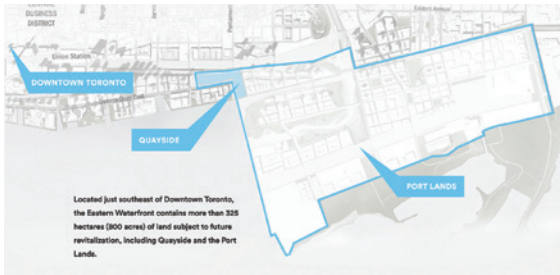 CENTRAL
BUSINESS
DISTRICT
Eastern Avenue
Union Station
DOWNTOWN TORONTO
QUAYSIDE
PORT LANDS
Located just southeast of Downtown Toronto,
the Eastern Waterfront contains more than 325
hectares (800 acres) of land subject to future
revitalization, including Quayside and the Port
Lands.